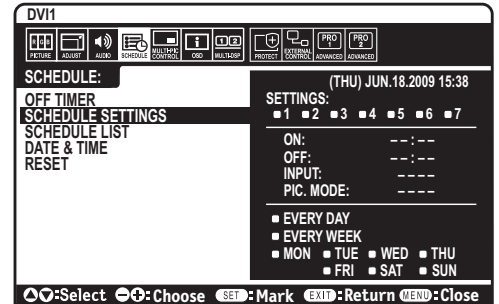 DVI1
RGB
PICTURE ADJUST AUDIO SCHEDULE MULTI-PIC CONTROL OSD MULTI-DSP PROTECT EXTERNAL CONTROL PRO 1 ADVANCED PRO 2 ADVANCED
SCHEDULE:
OFF TIMER
SCHEDULE SETTINGS
SCHEDULE LIST
DATE & TIME
RESET
(THU) JUN.18.2009 15:38
SETTINGS:
1 2 3 4 5 6 7
ON: --:--
OFF: --:--
INPUT: ----
PIC. MODE: ----
EVERY DAY
EVERY WEEK
MON TUE WED THU
FRI SAT SUN
:Select :Choose SET:Mark EXIT:Return MENU:Close